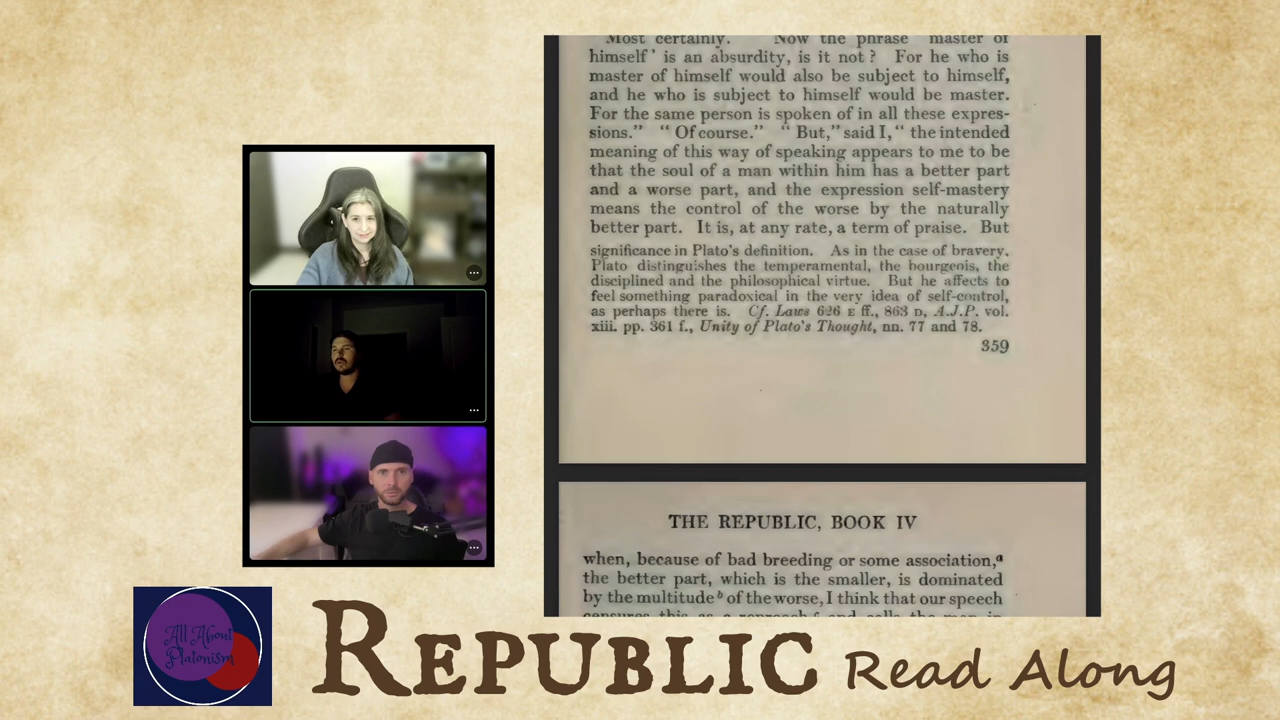 Most certainly." "Now the phrase 'master of
himself' is an absurdity, is it not? For he who is
master of himself would also be subject to himself,
and he who is subject to himself would be master.
For the same person is spoken of in all these expres-
sions." "Of course." "But," said I, "the intended
meaning of this way of speaking appears to me to be
that the soul of a man within him has a better part
and a worse part, and the expression self-mastery
means the control of the worse by the naturally
better part. It is, at any rate, a term of praise. But
significance in Plato's definition. As in the case of bravery,
Plato distinguishes the temperamental, the bourgeois, the
disciplined and the philosophical virtue. But he affects to
feel something paradoxical in the very idea of self-control,
as perhaps there is. Cf. Laws 626 E ff., 863 D, A.J.P. vol.
xiii. pp. 361 f., Unity of Plato's Thought, nn. 77 and 78.
359
THE REPUBLIC, BOOK IV
when, because of bad breeding or some association,ᵃ
the better part, which is the smaller, is dominated
by the multitudeᵇ of the worse, I think that our speech
censures this as a reproachᶜ and calls the man in
All About
Platonism
REPUBLIC Read Along